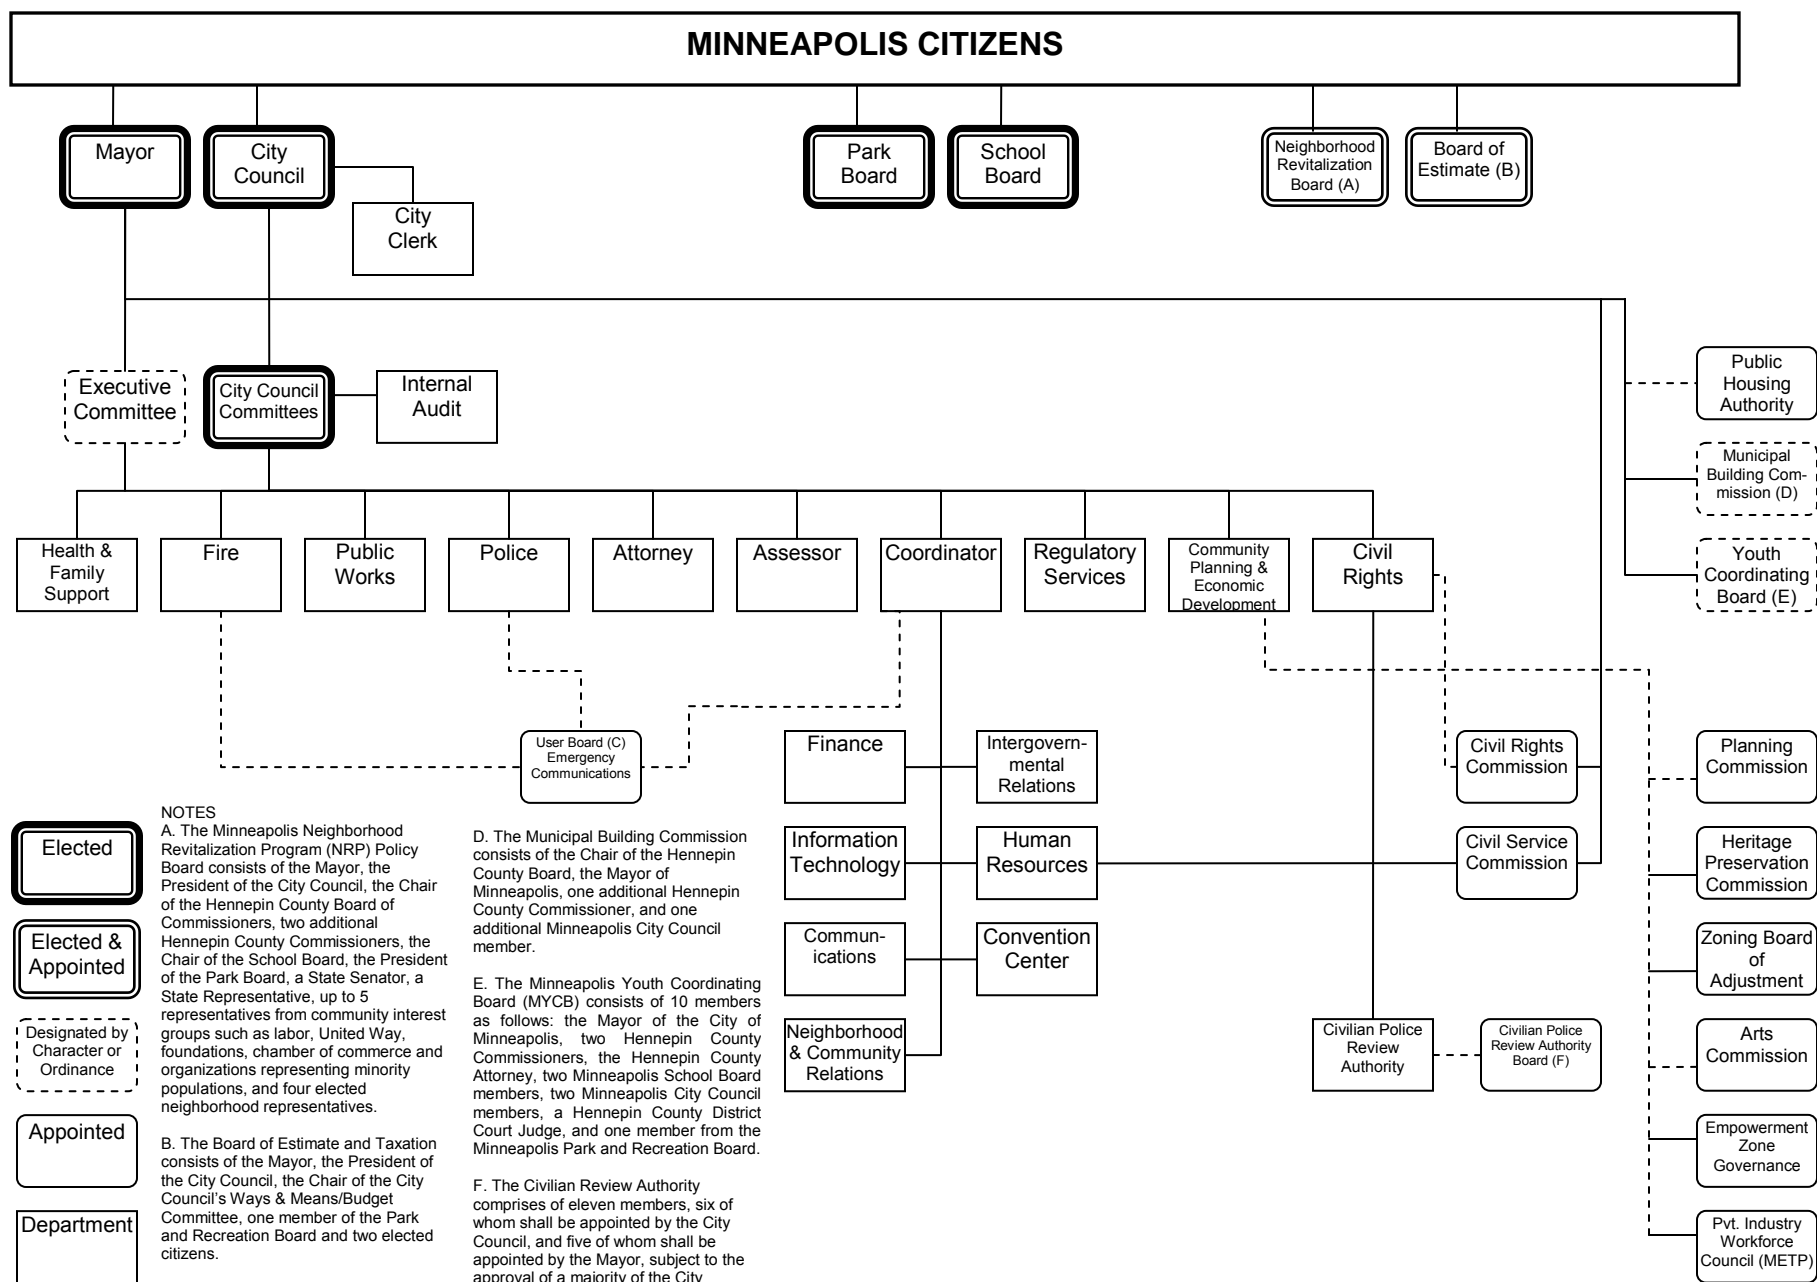 MINNEAPOLIS CITIZENS
Mayor
City
Council
Park
Board
School
Board
Neighborhood
Revitalization
Board (A)
Board of
Estimate (B)
City
Clerk
Executive
Committee
City Council
Committees
Internal
Audit
Public
Housing
Authority
Municipal
Building Com-
mission (D)
Youth
Coordinating
Board (E)
Health &
Family
Support
Fire
Public
Works
Police
Attorney
Assessor
Coordinator
Regulatory
Services
Community
Planning &
Economic
Development
Civil
Rights
User Board (C)
Emergency
Communications
Finance
Intergovern-
mental
Relations
Civil Rights
Commission
Planning
Commission
Information
Technology
Human
Resources
Civil Service
Commission
Heritage
Preservation
Commission
Commun-
ications
Convention
Center
Zoning Board
of
Adjustment
Neighborhood
& Community
Relations
Civilian Police
Review
Authority
Civilian Police
Review Authority
Board (F)
Arts
Commission
Empowerment
Zone
Governance
Pvt. Industry
Workforce
Council (METP)
Elected
Elected &
Appointed
Designated by
Character or
Ordinance
Appointed
Department
NOTES
A. The Minneapolis Neighborhood
Revitalization Program (NRP) Policy
Board consists of the Mayor, the
President of the City Council, the Chair
of the Hennepin County Board of
Commissioners, two additional
Hennepin County Commissioners, the
Chair of the School Board, the President
of the Park Board, a State Senator, a
State Representative, up to 5
representatives from community interest
groups such as labor, United Way,
foundations, chamber of commerce and
organizations representing minority
populations, and four elected
neighborhood representatives.
B. The Board of Estimate and Taxation
consists of the Mayor, the President of
the City Council, the Chair of the City
Council's Ways & Means/Budget
Committee, one member of the Park
and Recreation Board and two elected
citizens.
D. The Municipal Building Commission
consists of the Chair of the Hennepin
County Board, the Mayor of
Minneapolis, one additional Hennepin
County Commissioner, and one
additional Minneapolis City Council
member.
E. The Minneapolis Youth Coordinating
Board (MYCB) consists of 10 members
as follows: the Mayor of the City of
Minneapolis, two Hennepin County
Commissioners, the Hennepin County
Attorney, two Minneapolis School Board
members, two Minneapolis City Council
members, a Hennepin County District
Court Judge, and one member from the
Minneapolis Park and Recreation Board.
F. The Civilian Review Authority
comprises of eleven members, six of
whom shall be appointed by the City
Council, and five of whom shall be
appointed by the Mayor, subject to the
approval of a majority of the City